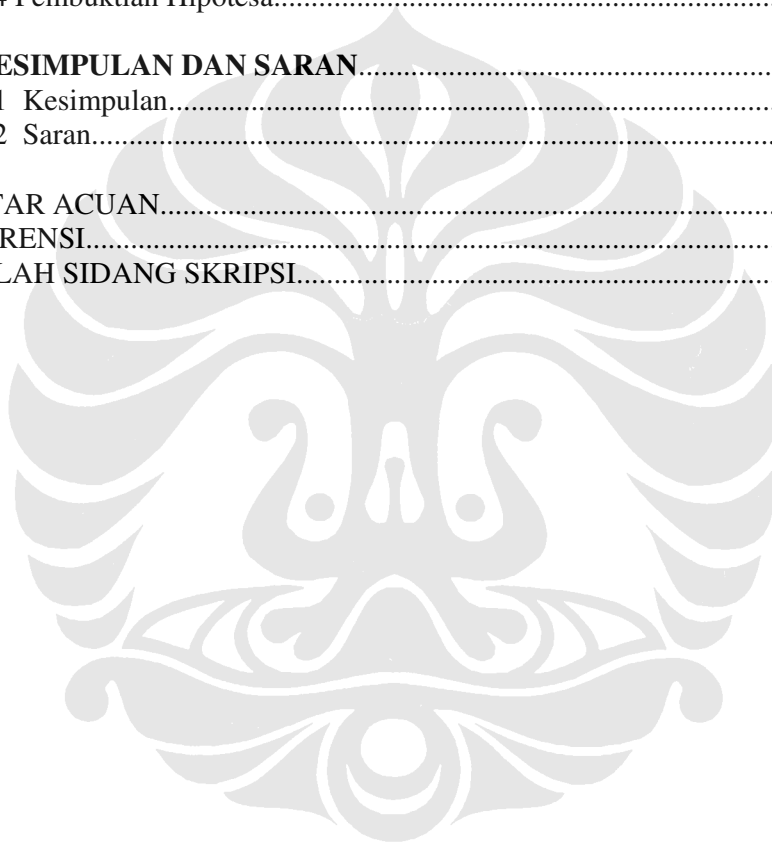 4 Pembuktian Hipotesa.....................................................................
ESIMPULAN DAN SARAN.........................................................
1 Kesimpulan....................................................................................
2 Saran................................................................................................
TAR ACUAN.....................................................................................
RENSI.................................................................................................
LAH SIDANG SKRIPSI..................................................................